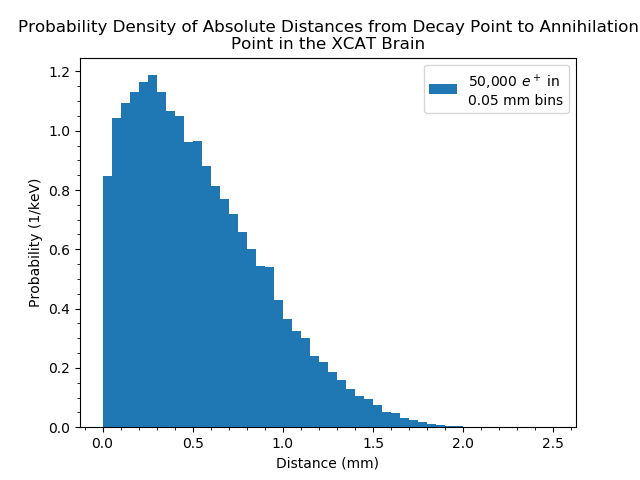 Probability Density of Absolute Distances from Decay Point to Annihilation
Point in the XCAT Brain
50,000 e⁺ in
0.05 mm bins
Probability (1/keV)
1.2
1.0
0.8
0.6
0.4
0.2
0.0
0.0 0.5 1.0 1.5 2.0 2.5
Distance (mm)